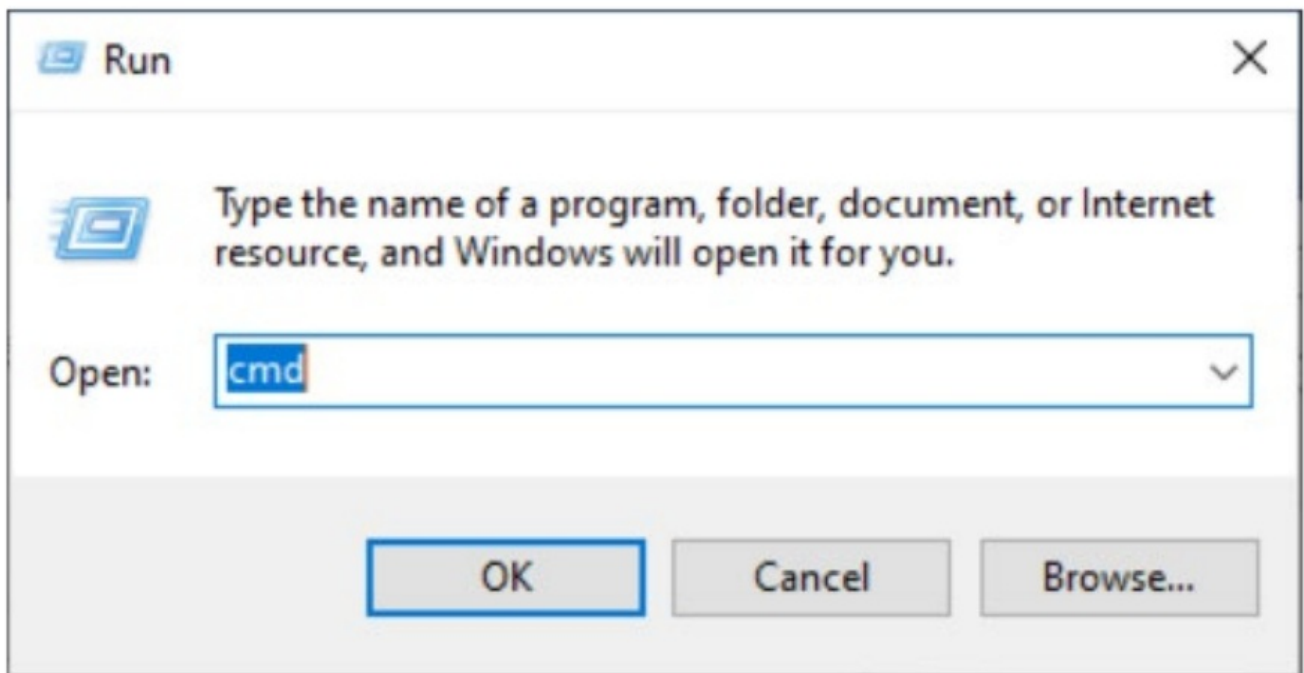 Run
Type the name of a program, folder, document, or Internet
resource, and Windows will open it for you.
Open: cmd
OK Cancel Browse...